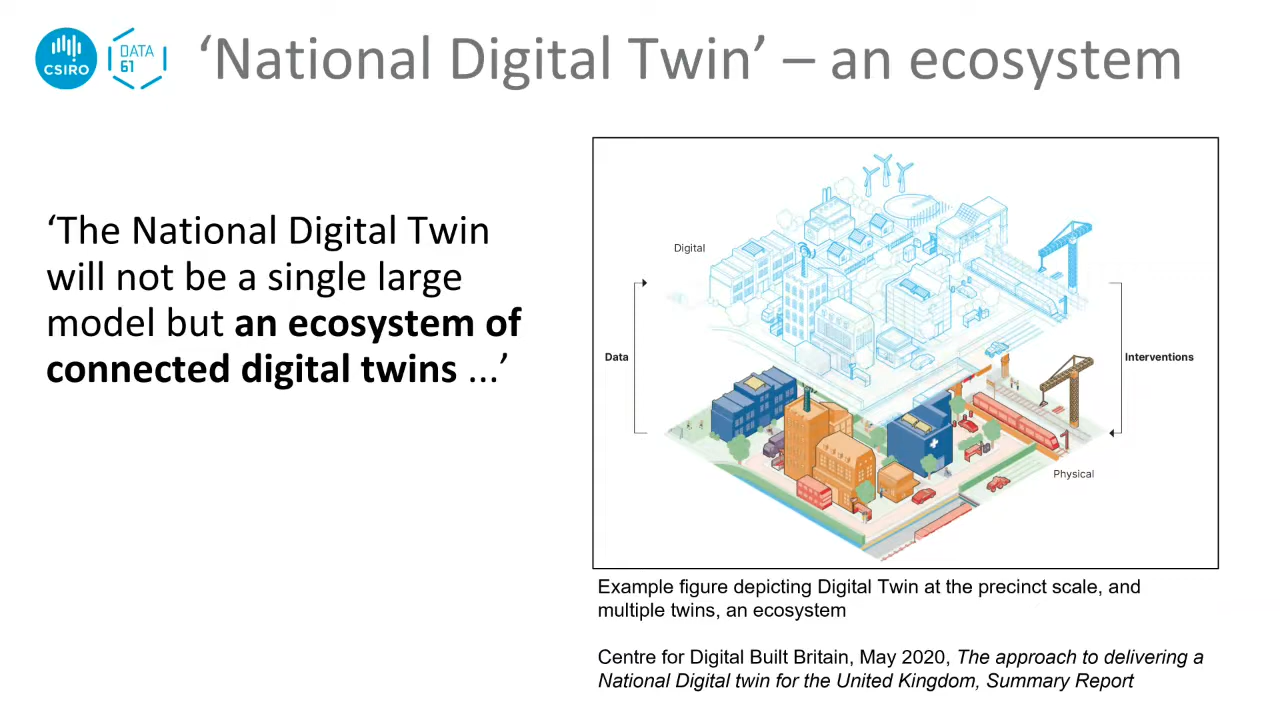 CSIRO
DATA
61
‘National Digital Twin’ – an ecosystem
‘The National Digital Twin
will not be a single large
model but an ecosystem of
connected digital twins ...’
Digital
Data
Interventions
Physical
Example figure depicting Digital Twin at the precinct scale, and
multiple twins, an ecosystem
Centre for Digital Built Britain, May 2020, The approach to delivering a
National Digital twin for the United Kingdom, Summary Report